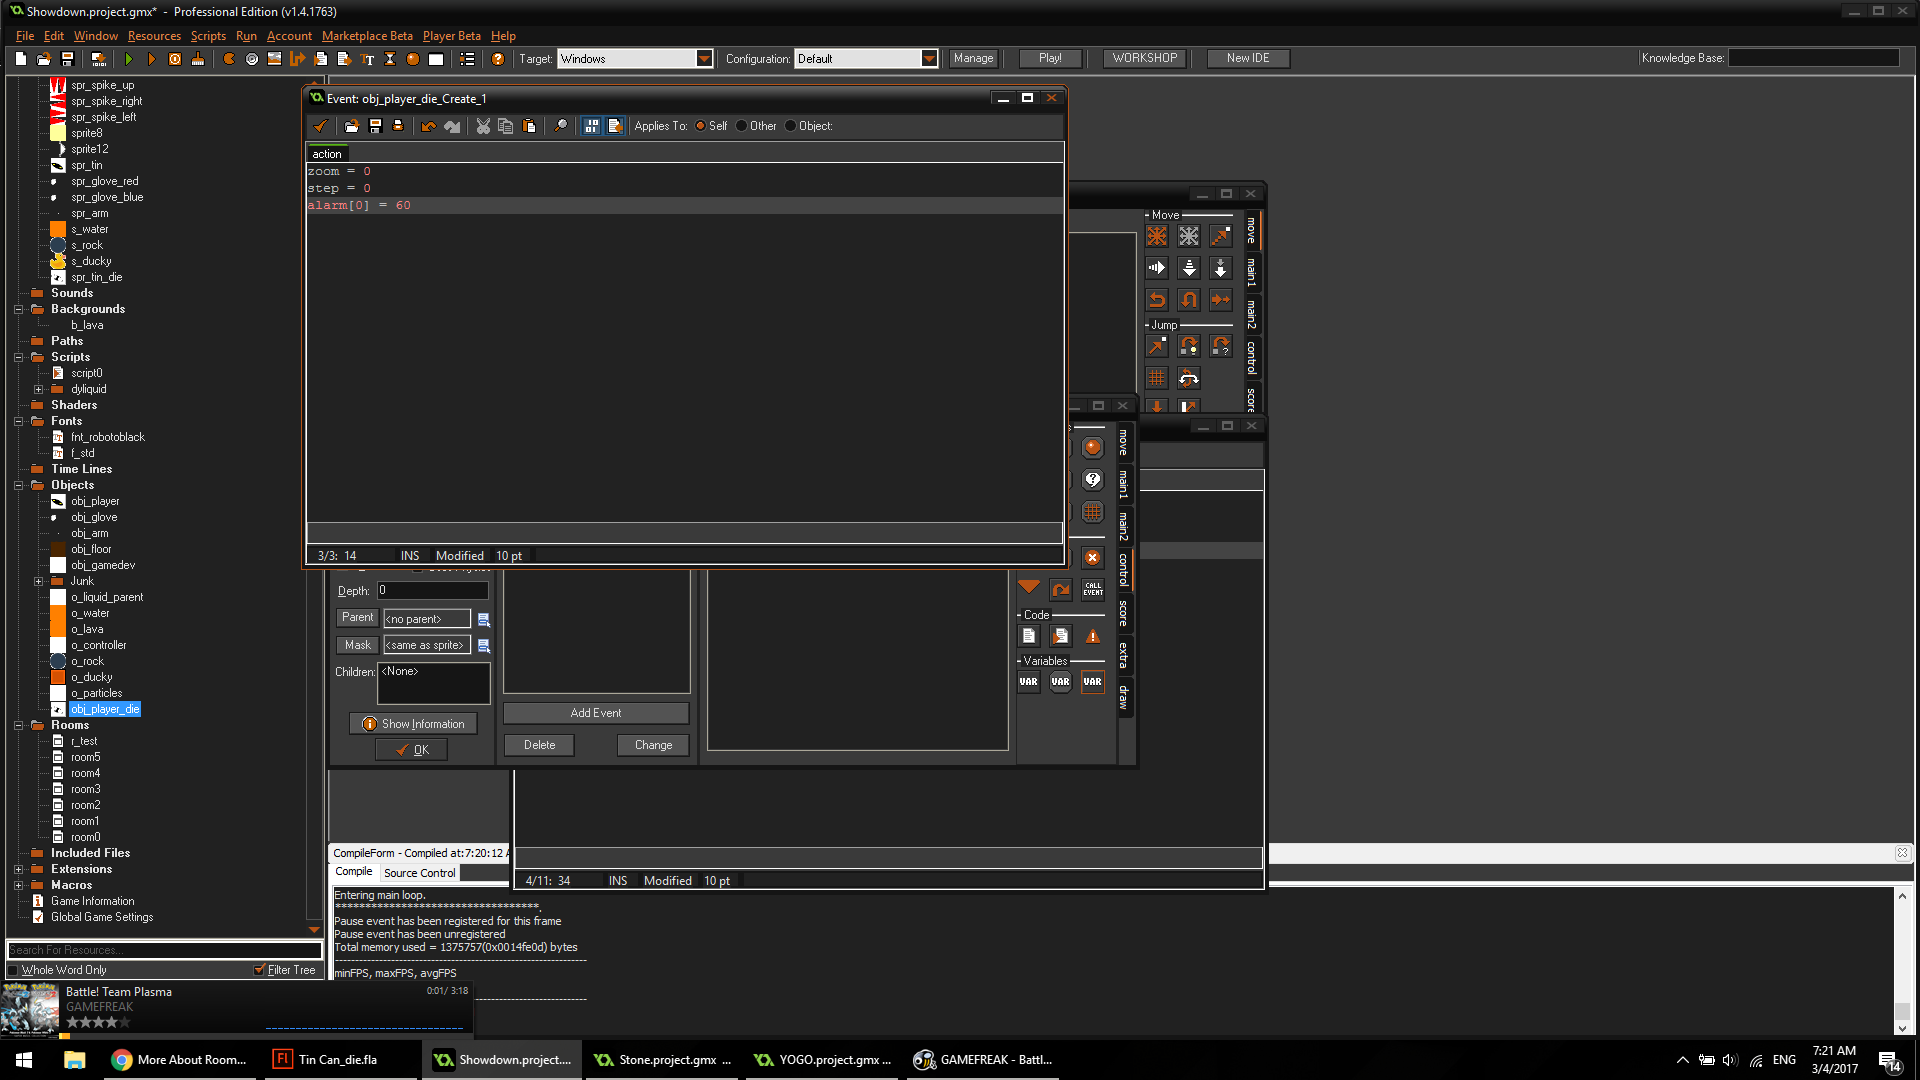 Showdown.project.gmx* - Professional Edition (v1.4.1763)
File Edit Window Resources Scripts Run Account Marketplace Beta Player Beta Help
Target: Windows Configuration: Default Manage Play! WORKSHOP New IDE Knowledge Base:
spr_spike_up
spr_spike_right
spr_spike_left
sprite8
sprite12
spr_tin
spr_glove_red
spr_glove_blue
spr_arm
s_water
s_rock
s_ducky
spr_tin_die
Sounds
Backgrounds
b_lava
Paths
Scripts
script0
dyliquid
Shaders
Fonts
fnt_robotoblack
f_std
Time Lines
Objects
obj_player
obj_glove
obj_arm
obj_floor
obj_gamedev
Junk
o_liquid_parent
o_water
o_lava
o_controller
o_rock
o_ducky
o_particles
obj_player_die
Rooms
r_test
room5
room4
room3
room2
room1
room0
Included Files
Extensions
Macros
Game Information
Global Game Settings
Search For Resources...
Whole Word Only Filter Tree
Event: obj_player_die_Create_1
Applies To: Self Other Object:
action
zoom = 0
step = 0
alarm[0] = 60
3/3: 14 INS Modified 10 pt
Move
Jump
move
main1
main2
control
score
move
main1
main2
control
score
extra
draw
CALL
EVENT
Code
Variables
VAR VAR VAR
Depth: 0
Parent <no parent>
Mask <same as sprite>
Children: <None>
Show Information
OK
Add Event
Delete Change
4/11: 34 INS Modified 10 pt
CompileForm - Compiled at:7:20:12
Compile Source Control
Entering main loop.
Pause event has been registered for this frame
Pause event has been unregistered
Total memory used = 1375757(0x0014fe0d) bytes
minFPS, maxFPS, avgFPS
Battle! Team Plasma 0:01/ 3:18
GAMEFREAK
More About Room... Tin Can_die.fla Showdown.project.... Stone.project.gmx ... YOGO.project.gmx ... GAMEFREAK - Battl...
ENG 7:21 AM
3/4/2017
14